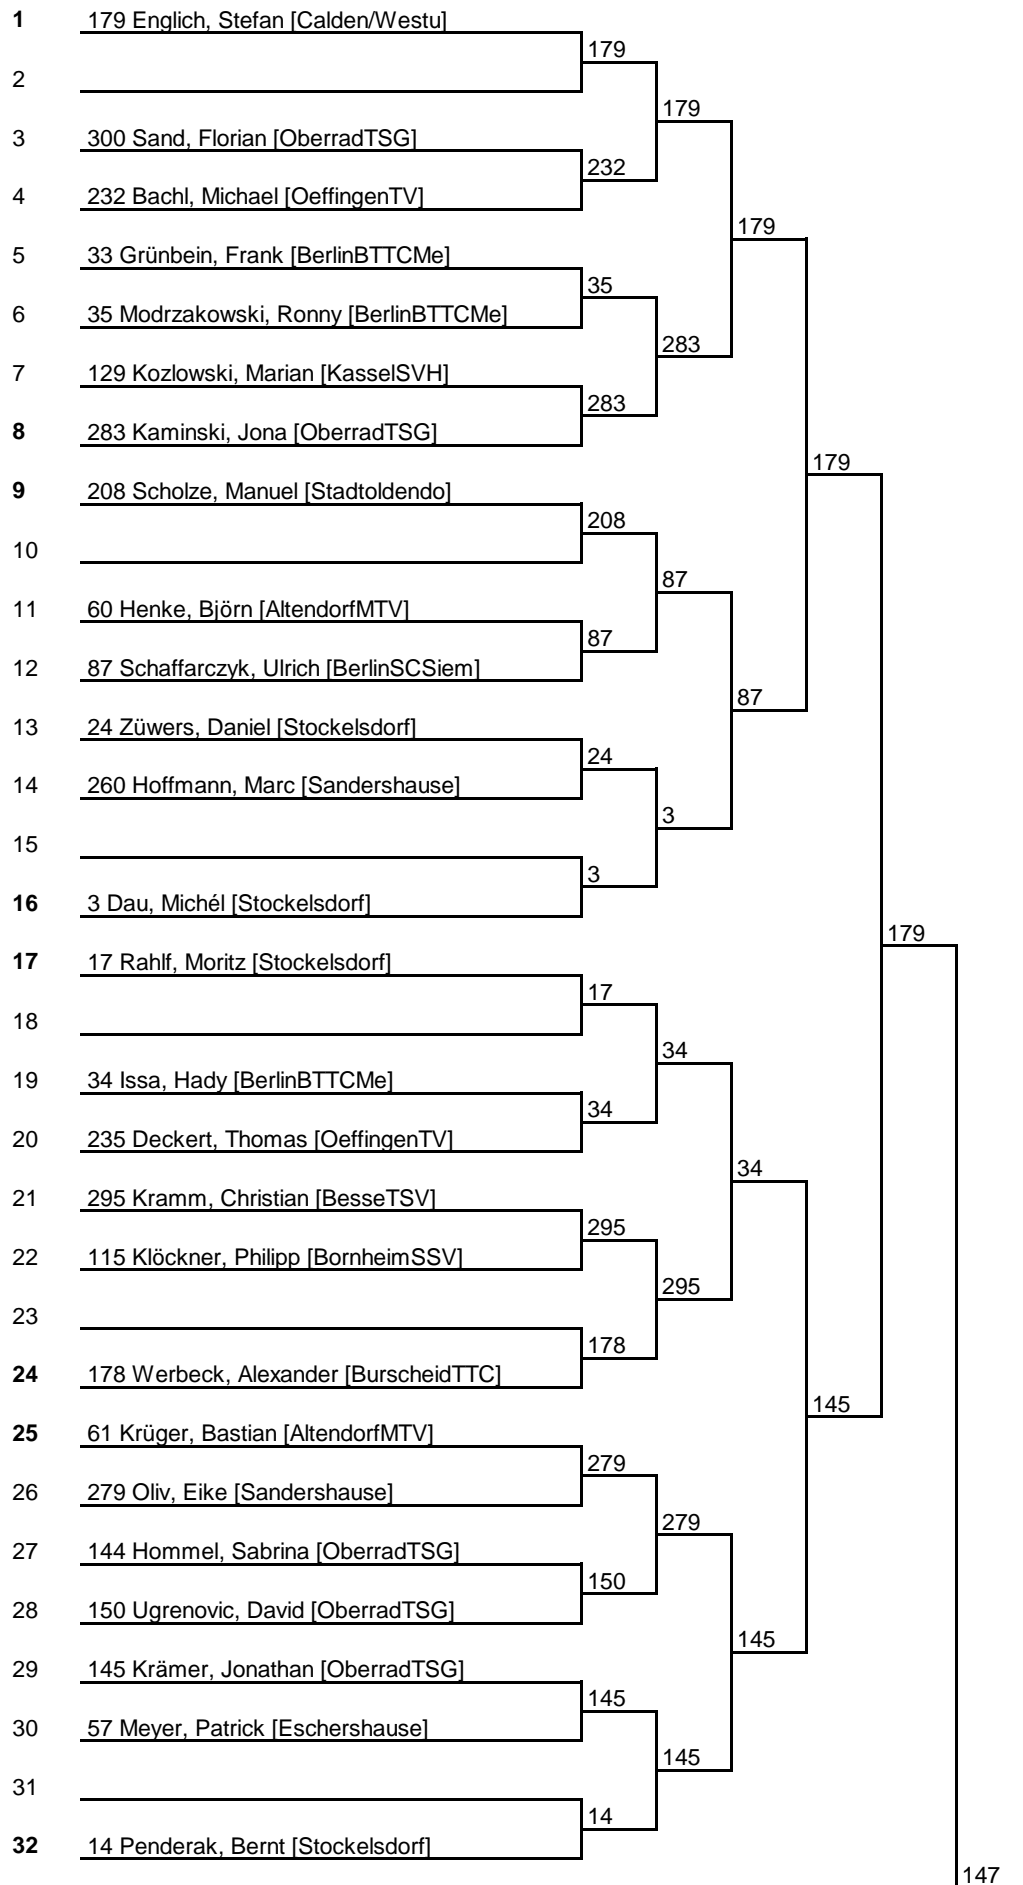 1 179 Englich, Stefan [Calden/Westu]
179
2
179
3 300 Sand, Florian [OberradTSG]
232
4 232 Bachl, Michael [OeffingenTV]
179
5 33 Grünbein, Frank [BerlinBTTCMe]
35
6 35 Modrzakowski, Ronny [BerlinBTTCMe]
283
7 129 Kozlowski, Marian [KasselSVH]
283
8 283 Kaminski, Jona [OberradTSG]
179
9 208 Scholze, Manuel [Stadtoldendo]
208
10
87
11 60 Henke, Björn [AltendorfMTV]
87
12 87 Schaffarczyk, Ulrich [BerlinSCSiem]
87
13 24 Züwers, Daniel [Stockelsdorf]
24
14 260 Hoffmann, Marc [Sandershause]
3
15
3
16 3 Dau, Michél [Stockelsdorf]
179
17 17 Rahlf, Moritz [Stockelsdorf]
17
18
34
19 34 Issa, Hady [BerlinBTTCMe]
34
20 235 Deckert, Thomas [OeffingenTV]
34
21 295 Kramm, Christian [BesseTSV]
295
22 115 Klöckner, Philipp [BornheimSSV]
295
23
178
24 178 Werbeck, Alexander [BurscheidTTC]
145
25 61 Krüger, Bastian [AltendorfMTV]
279
26 279 Oliv, Eike [Sandershause]
279
27 144 Hommel, Sabrina [OberradTSG]
150
28 150 Ugrenovic, David [OberradTSG]
145
29 145 Krämer, Jonathan [OberradTSG]
145
30 57 Meyer, Patrick [Eschershause]
145
31
14
32 14 Penderak, Bernt [Stockelsdorf]
147